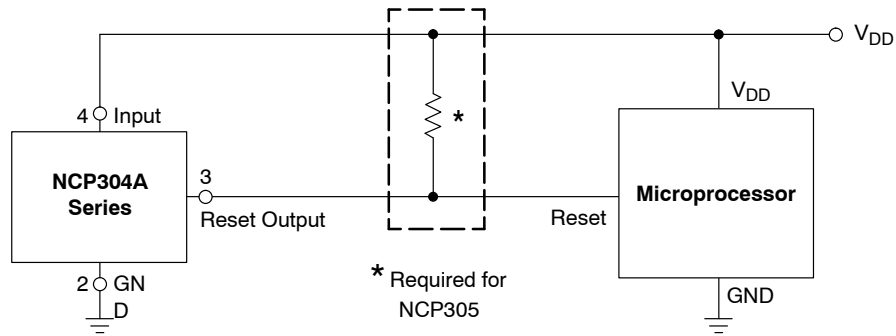 V_DD
V_DD
4 Input
NCP304A
Series
3
Reset Output
*
Reset
Microprocessor
2 GN
D
* Required for
NCP305
GND